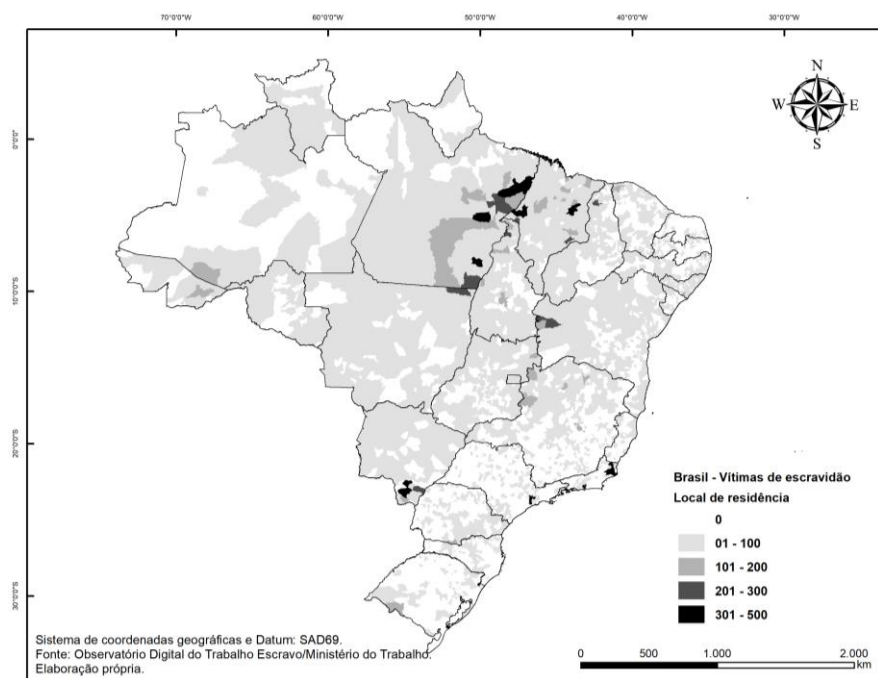 70°0'0"W 60°0'0"W 50°0'0"W 40°0'0"W 30°0'0"W
N
W E
S
0°0'0"
20°0'0"S
30°0'0"S
Brasil - Vítimas de escravidão
Local de residência
0
01 - 100
101 - 200
201 - 300
301 - 500
Sistema de coordenadas geográficas e Datum: SAD69.
Fonte: Observatório Digital do Trabalho Escravo/Ministério do Trabalho.
Elaboração própria.
0 500 1.000 2.000
km